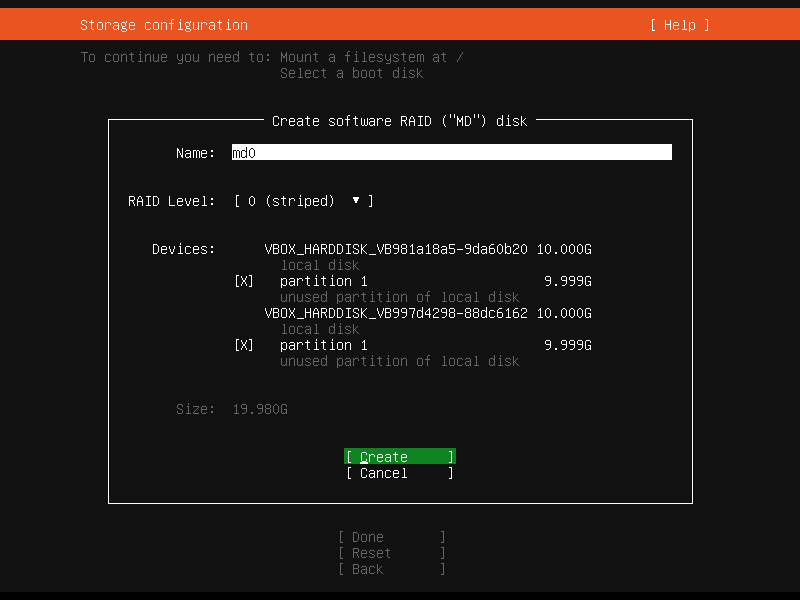 Storage configuration [ Help ]
To continue you need to: Mount a filesystem at /
Select a boot disk
Create software RAID ("MD") disk
Name: md0
RAID Level: [ 0 (striped) ▼ ]
Devices: VBOX_HARDDISK_VB981a18a5-9da60b20 10.000G
local disk
[X] partition 1 9.999G
unused partition of local disk
VBOX_HARDDISK_VB997d4298-88dc6162 10.000G
local disk
[X] partition 1 9.999G
unused partition of local disk
Size: 19.980G
[ Create ]
[ Cancel ]
[ Done ]
[ Reset ]
[ Back ]